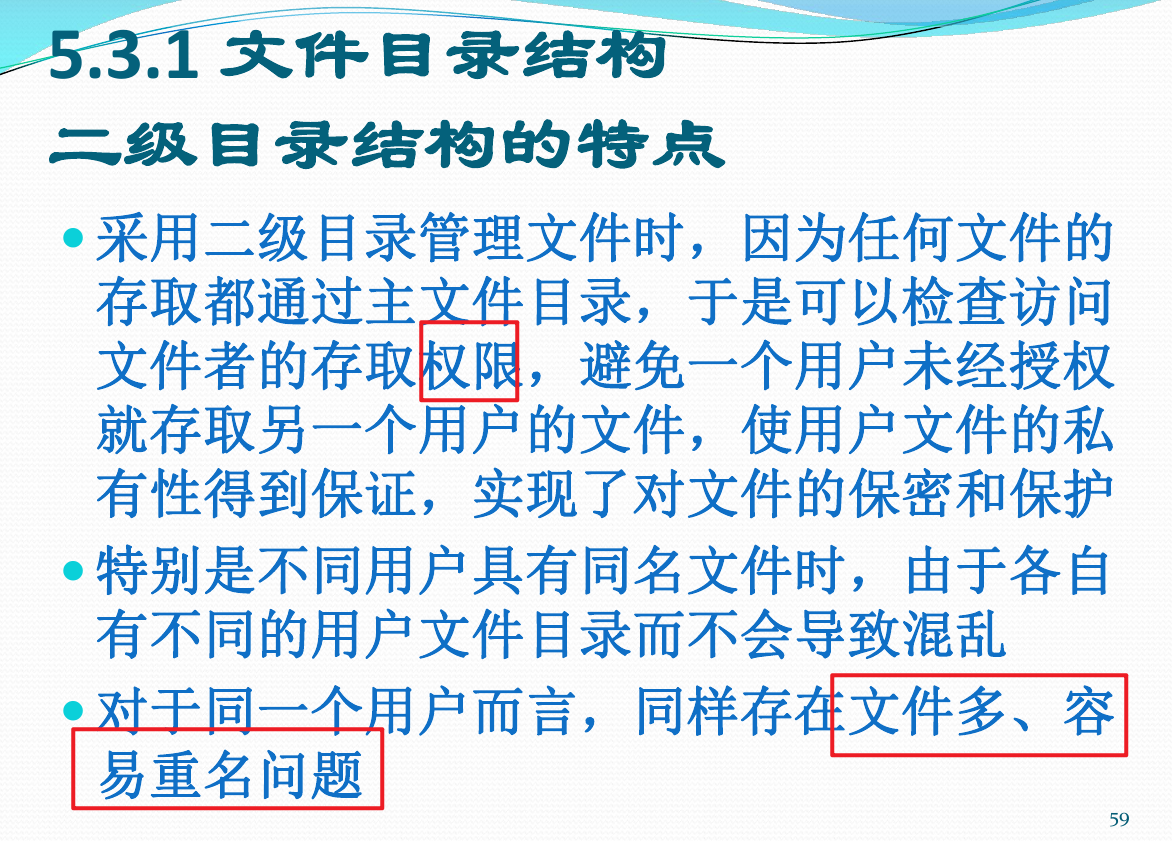 5.3.1 文件目录结构
二级目录结构的特点
采用二级目录管理文件时，因为任何文件的
存取都通过主文件目录，于是可以检查访问
文件者的存取权限，避免一个用户未经授权
就存取另一个用户的文件，使用户文件的私
有性得到保证，实现了对文件的保密和保护
特别是不同用户具有同名文件时，由于各自
有不同的用户文件目录而不会导致混乱
对于同一个用户而言，同样存在文件多、容
易重名问题
59